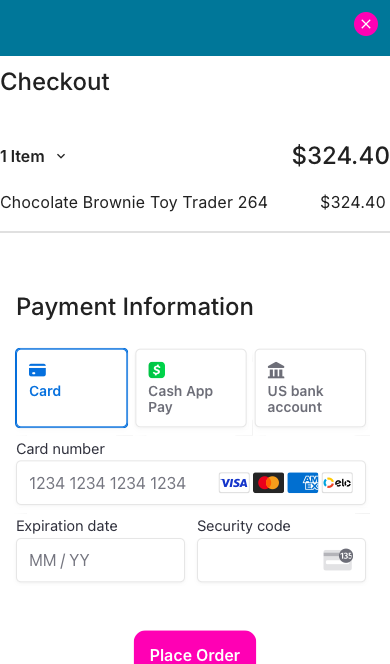 Checkout
1 Item $324.40
Chocolate Brownie Toy Trader 264 $324.40
Payment Information
Card
Cash App
Pay
US bank
account
Card number
1234 1234 1234 1234 VISA AM EX elo
Expiration date Security code
MM / YY 135
Place Order